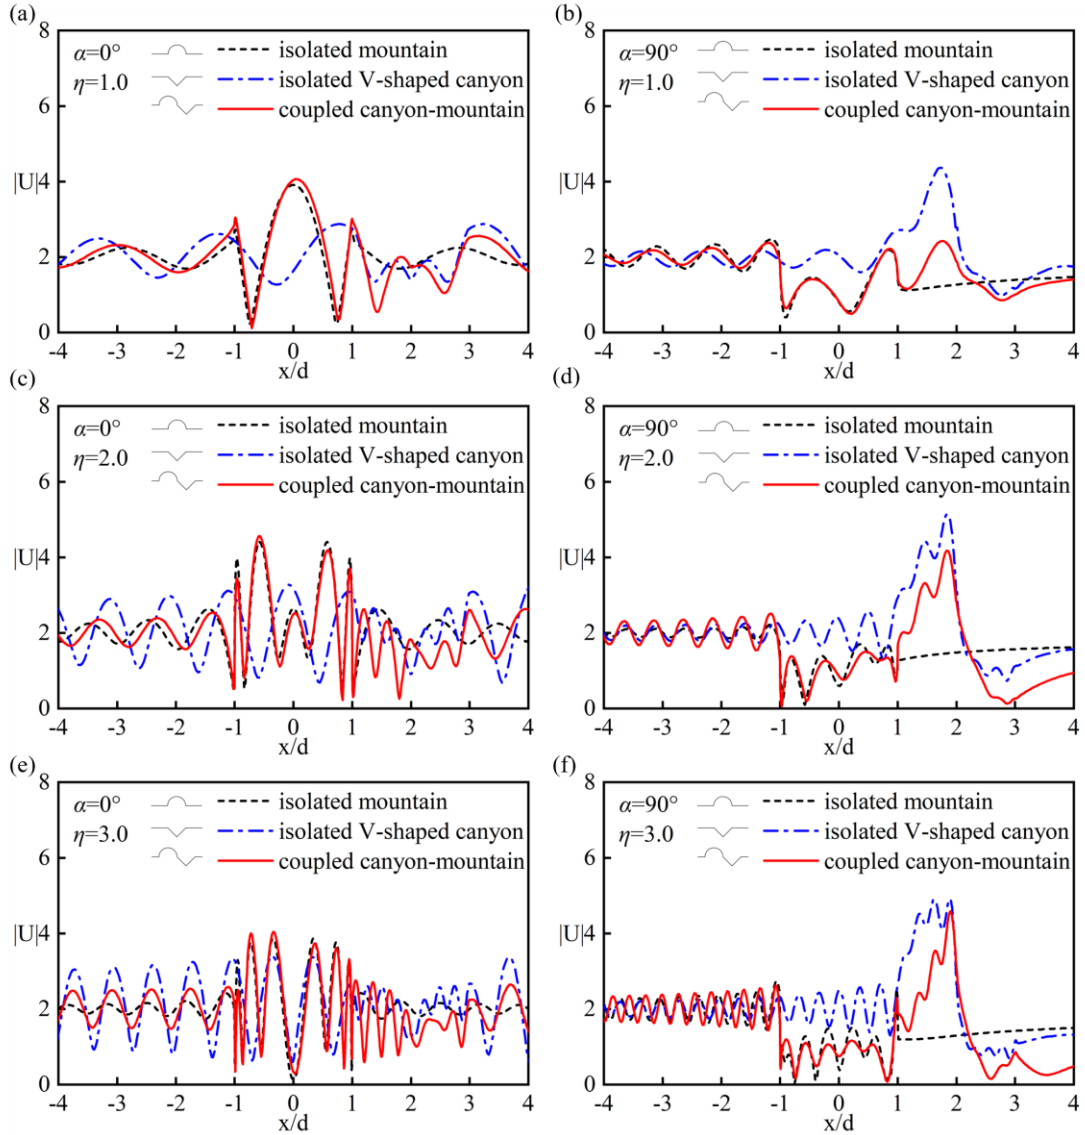 (a)
8
α=0°
isolated mountain
η=1.0
isolated V-shaped canyon
6
coupled canyon-mountain
|U|4
2
0
-4 -3 -2 -1 0 1 2 3 4
x/d
(b)
8
α=90°
isolated mountain
η=1.0
isolated V-shaped canyon
6
coupled canyon-mountain
|U|4
2
0
-4 -3 -2 -1 0 1 2 3 4
x/d
(c)
8
α=0°
isolated mountain
η=2.0
isolated V-shaped canyon
6
coupled canyon-mountain
|U|4
2
0
-4 -3 -2 -1 0 1 2 3 4
x/d
(d)
8
α=90°
isolated mountain
η=2.0
isolated V-shaped canyon
6
coupled canyon-mountain
|U|4
2
0
-4 -3 -2 -1 0 1 2 3 4
x/d
(e)
8
α=0°
isolated mountain
η=3.0
isolated V-shaped canyon
6
coupled canyon-mountain
|U|4
2
0
-4 -3 -2 -1 0 1 2 3 4
x/d
(f)
8
α=90°
isolated mountain
η=3.0
isolated V-shaped canyon
6
coupled canyon-mountain
|U|4
2
0
-4 -3 -2 -1 0 1 2 3 4
x/d